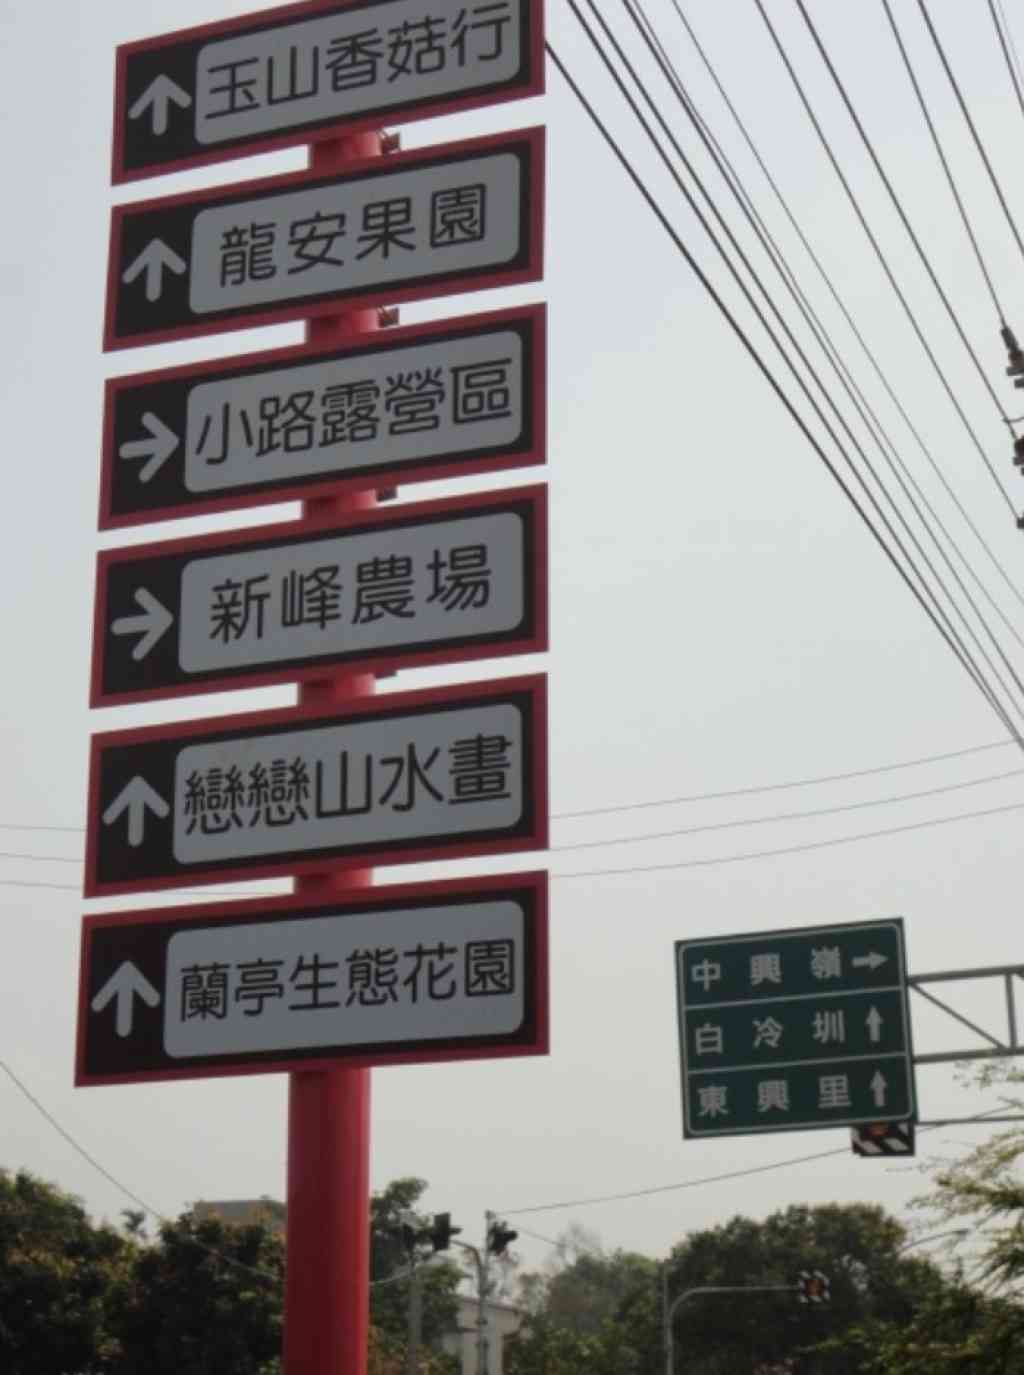 玉山香菇行
龍安果園
小路露營區
新峰農場
戀戀山水畫
蘭亭生態花園
中興嶺
白冷圳
東興里